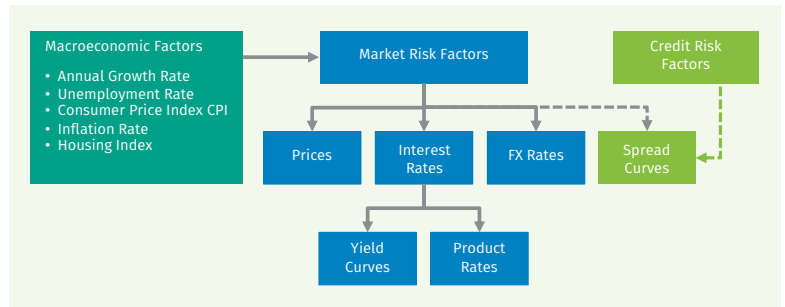 Macroeconomic Factors
• Annual Growth Rate
• Unemployment Rate
• Consumer Price Index CPI
• Inflation Rate
• Housing Index
Market Risk Factors
Credit Risk
Factors
Prices
Interest
Rates
FX Rates
Spread
Curves
Yield
Curves
Product
Rates